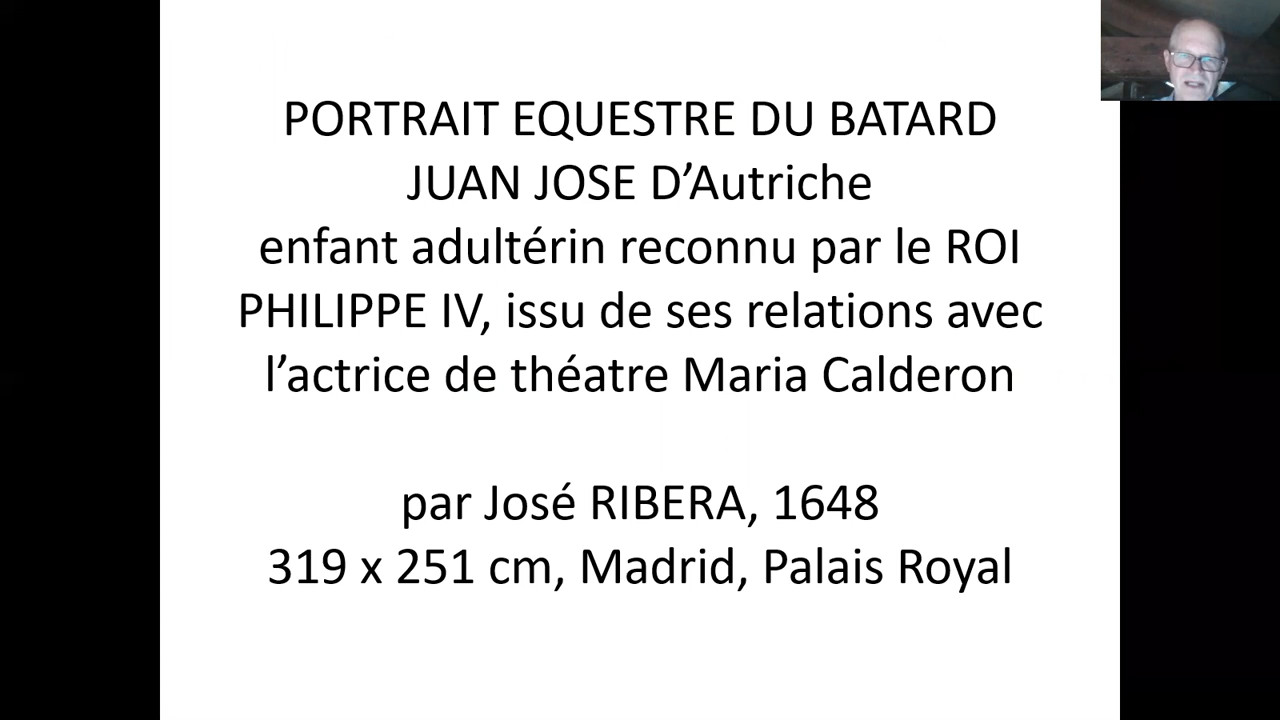 PORTRAIT EQUESTRE DU BATARD
JUAN JOSE D’Autriche
enfant adultérin reconnu par le ROI
PHILIPPE IV, issu de ses relations avec
l’actrice de théatre Maria Calderon
par José RIBERA, 1648
319 x 251 cm, Madrid, Palais Royal